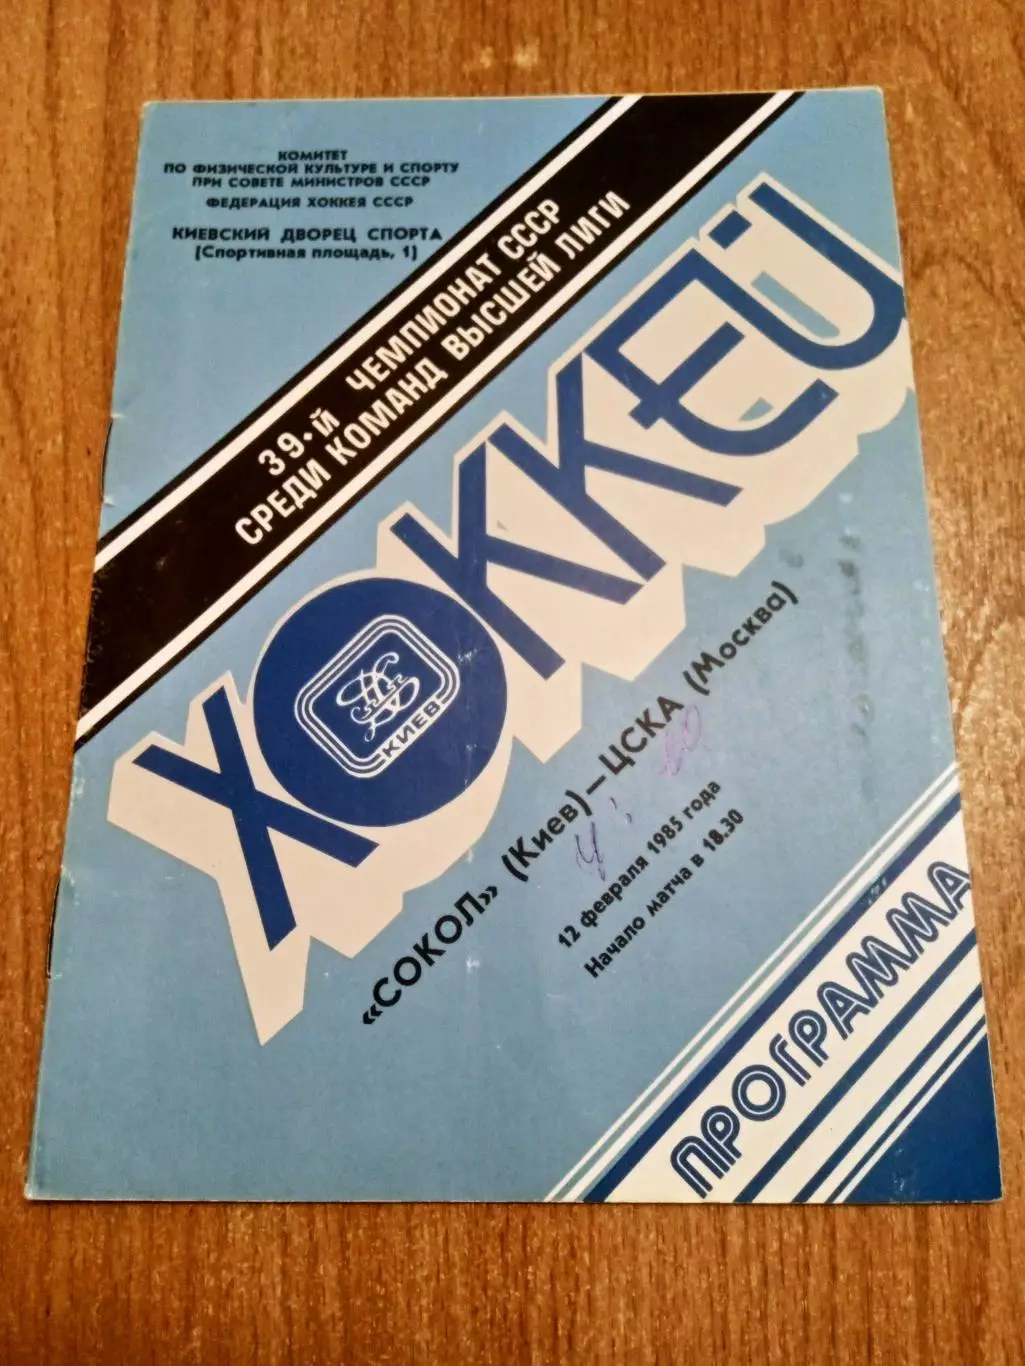 КОМИТЕТ
ПО ФИЗИЧЕСКОЙ КУЛЬТУРЕ И СПОРТУ
ПРИ СОВЕТЕ МИНИСТРОВ СССР
ФЕДЕРАЦИЯ ХОККЕЯ СССР
КИЕВСКИЙ ДВОРЕЦ СПОРТА
(Спортивная площадь, 1)
39-й ЧЕМПИОНАТ СССР
СРЕДИ КОМАНД ВЫСШЕЙ ЛИГИ
ХОККЕЙ
КИЕВ
«СОКОЛ» (Киев)—ЦСКА (Москва)
12 февраля 1985 года
Начало матча в 18.30
ПРОГРАММА